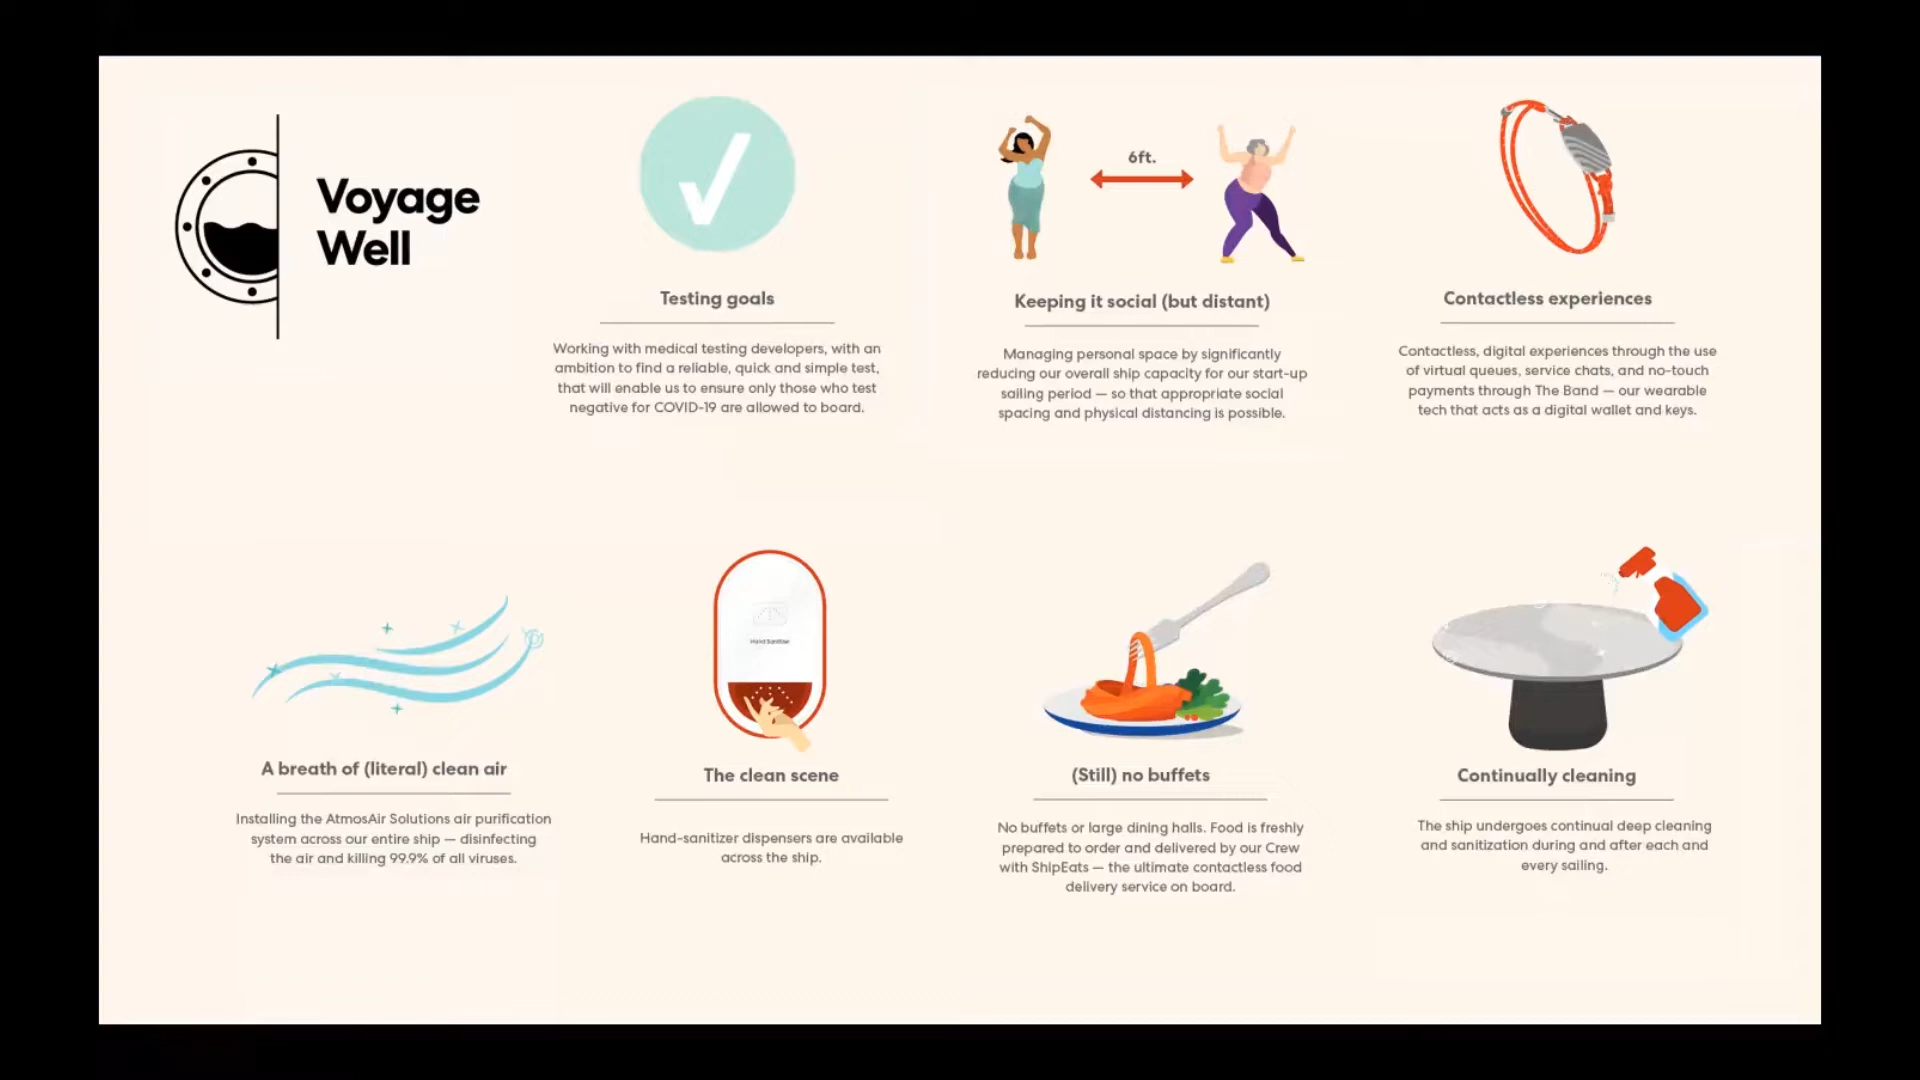 Voyage
Well
Testing goals
Working with medical testing developers, with an
ambition to find a reliable, quick and simple test,
that will enable us to ensure only those who test
negative for COVID-19 are allowed to board.
6ft.
Keeping it social (but distant)
Managing personal space by significantly
reducing our overall ship capacity for our start-up
sailing period — so that appropriate social
spacing and physical distancing is possible.
Contactless experiences
Contactless, digital experiences through the use
of virtual queues, service chats, and no-touch
payments through The Band — our wearable
tech that acts as a digital wallet and keys.
A breath of (literal) clean air
Installing the AtmosAir Solutions air purification
system across our entire ship — disinfecting
the air and killing 99.9% of all viruses.
Hand Sanitizer
The clean scene
Hand-sanitizer dispensers are available
across the ship.
(Still) no buffets
No buffets or large dining halls. Food is freshly
prepared to order and delivered by our Crew
with ShipEats — the ultimate contactless food
delivery service on board.
Continually cleaning
The ship undergoes continual deep cleaning
and sanitization during and after each and
every sailing.